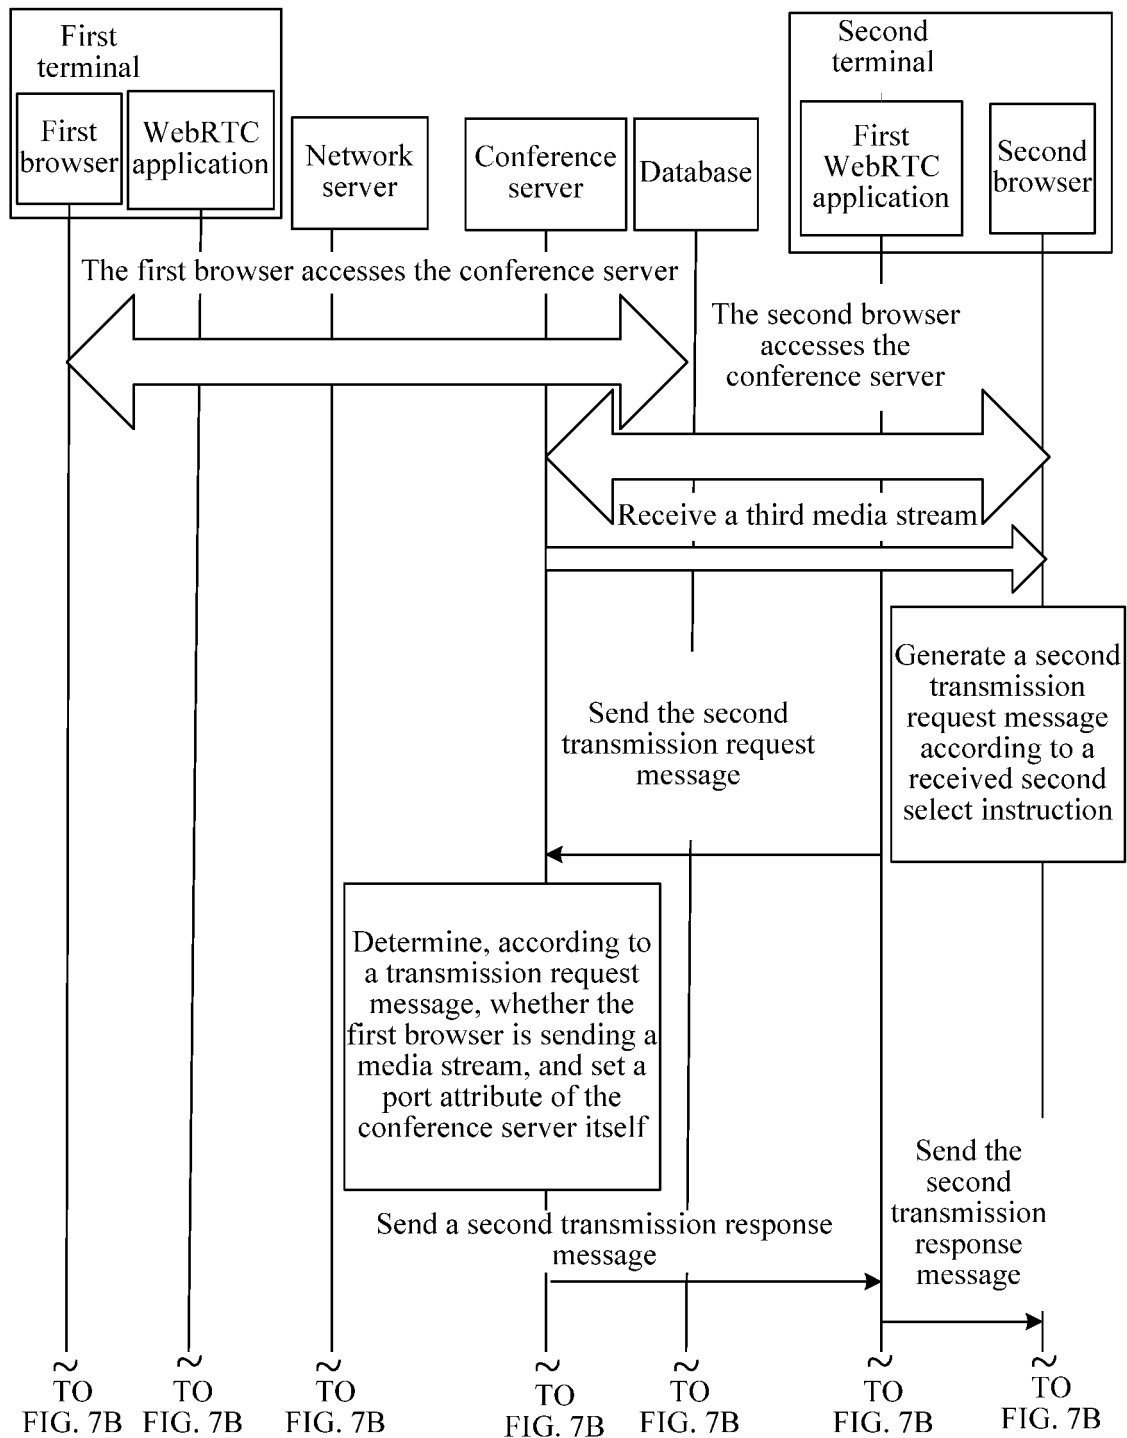 First
terminal
First
browser
WebRTC
application
Network
server
Conference
server
Database
Second
terminal
First
WebRTC
application
Second
browser
The first browser accesses the conference server
The second browser
accesses the
conference server
Receive a third media stream
Generate a second
transmission
request message
according to a
received second
select instruction
Send the second
transmission request
message
Determine, according to
a transmission request
message, whether the
first browser is sending a
media stream, and set a
port attribute of the
conference server itself
Send a second transmission response
message
Send the
second
transmission
response
message
TO
FIG. 7B
TO
FIG. 7B
TO
FIG. 7B
TO
FIG. 7B
TO
FIG. 7B
TO
FIG. 7B
TO
FIG. 7B